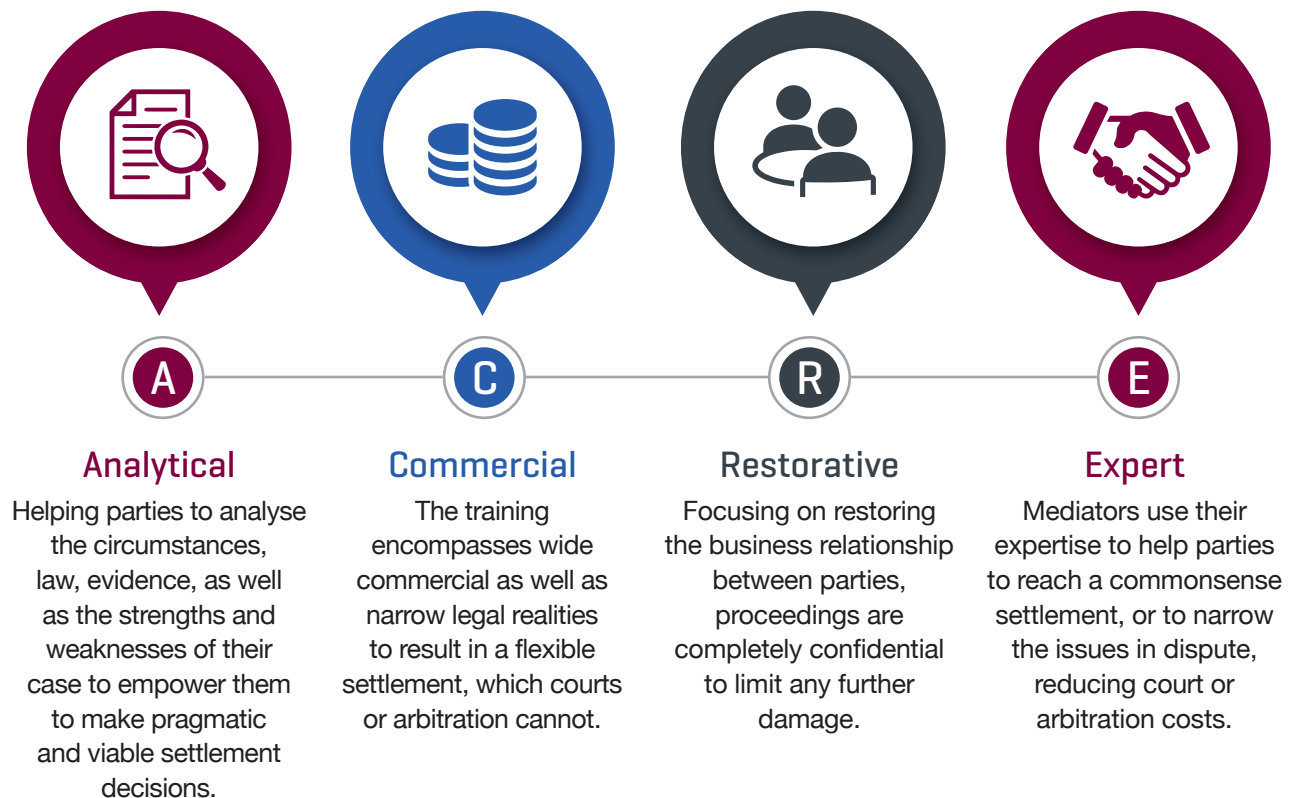 A
C
R
E
Analytical
Helping parties to analyse
the circumstances,
law, evidence, as well
as the strengths and
weaknesses of their
case to empower them
to make pragmatic
and viable settlement
decisions.
Commercial
The training
encompasses wide
commercial as well as
narrow legal realities
to result in a flexible
settlement, which courts
or arbitration cannot.
Restorative
Focusing on restoring
the business relationship
between parties,
proceedings are
completely confidential
to limit any further
damage.
Expert
Mediators use their
expertise to help parties
to reach a commonsense
settlement, or to narrow
the issues in dispute,
reducing court or
arbitration costs.